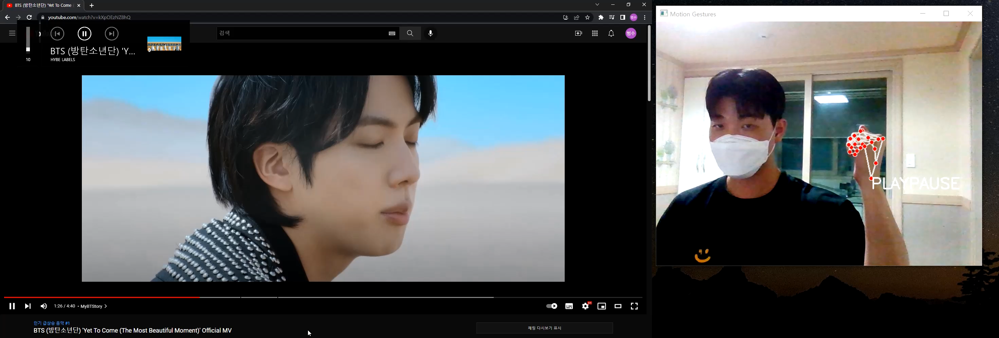 BTS (방탄소년단) 'Yet To Come (
youtube.com/watch?v=kXpOEzNZ8hQ
범수
검색
범수
BTS (방탄소년단) 'Y...
HYBE LABELS
10
Motion Gestures
PLAYPAUSE
1:26 / 4:40 • MyBTStory
4K
인기 급상승 음악 #1
BTS (방탄소년단) 'Yet To Come (The Most Beautiful Moment)' Official MV
채팅 다시보기 표시